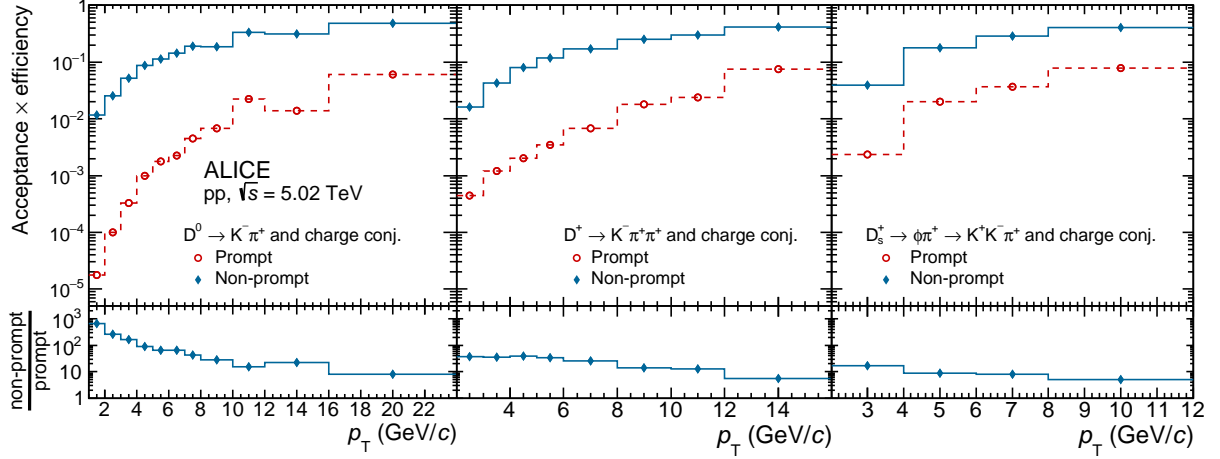 Acceptance × efficiency
1
10⁻¹
10⁻²
10⁻³
10⁻⁴
10⁻⁵
ALICE
pp, √s = 5.02 TeV
D⁰ → K⁻π⁺ and charge conj.
Prompt
Non-prompt
D⁺ → K⁻π⁺π⁺ and charge conj.
Prompt
Non-prompt
Dₛ⁺ → ϕπ⁺ → K⁺K⁻π⁺ and charge conj.
Prompt
Non-prompt
non-prompt
prompt
10³
10²
10
1
2 4 6 8 10 12 14 16 18 20 22
4 6 8 10 12 14
3 4 5 6 7 8 9 10 11 12
p_T (GeV/c)
p_T (GeV/c)
p_T (GeV/c)